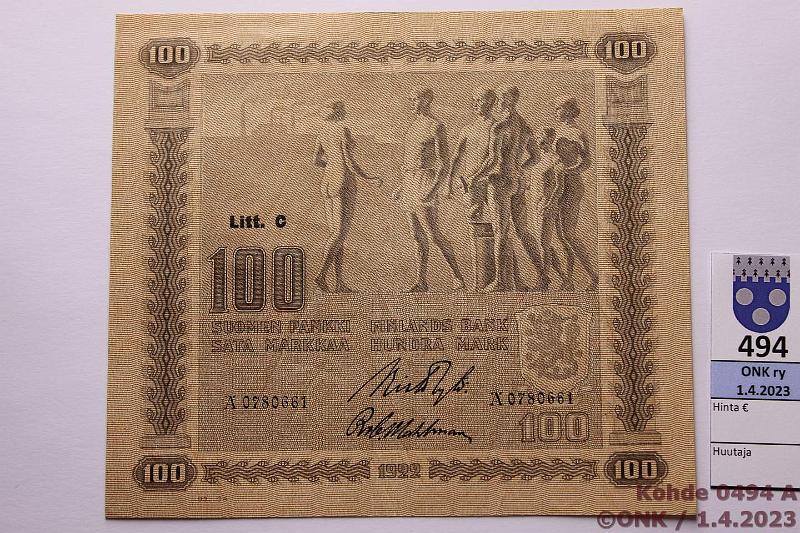 100 100
Litt. C
100
SUOMEN PANKKI FINLANDS BANK
SATA MARKKAA HUNDRA MARK
A 0780661 A 0780661
100
100 1922 100
494
ONK ry
1.4.2023
Hinta €
Huutaja
Kohde 0494 A
©ONK / 1.4.2023